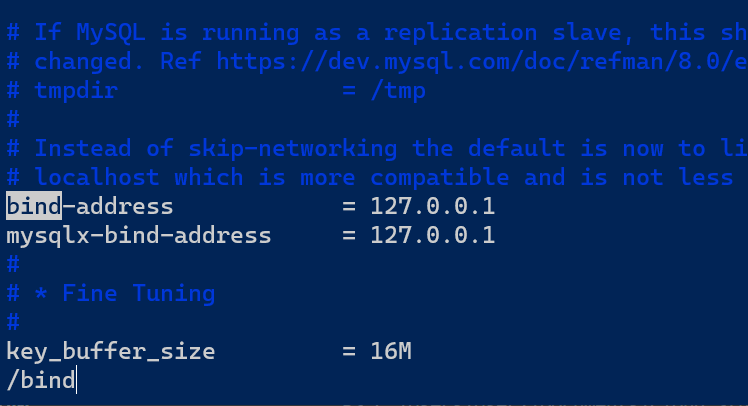 # If MySQL is running as a replication slave, this sh
# changed. Ref https://dev.mysql.com/doc/refman/8.0/e
# tmpdir                = /tmp
#
# Instead of skip-networking the default is now to li
# localhost which is more compatible and is not less
bind-address            = 127.0.0.1
mysqlx-bind-address     = 127.0.0.1
#
# * Fine Tuning
#
key_buffer_size         = 16M
/bind